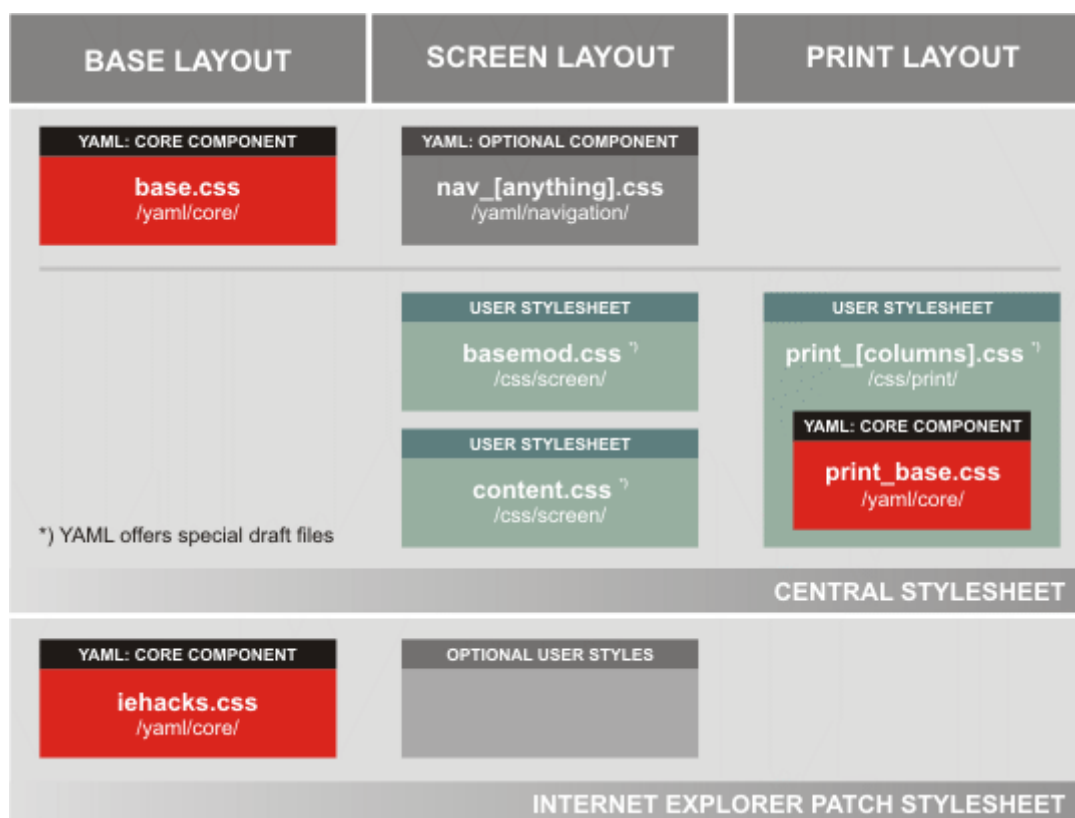 BASE LAYOUT
SCREEN LAYOUT
PRINT LAYOUT
YAML: CORE COMPONENT
base.css
/yaml/core/
YAML: OPTIONAL COMPONENT
nav_[anything].css
/yaml/navigation/
USER STYLESHEET
basemod.css *)
/css/screen/
USER STYLESHEET
content.css *)
/css/screen/
USER STYLESHEET
print_[columns].css *)
/css/print/
YAML: CORE COMPONENT
print_base.css
/yaml/core/
*) YAML offers special draft files
CENTRAL STYLESHEET
YAML: CORE COMPONENT
iehacks.css
/yaml/core/
OPTIONAL USER STYLES
INTERNET EXPLORER PATCH STYLESHEET